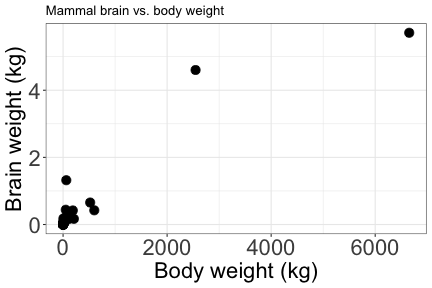 Mammal brain vs. body weight
Brain weight (kg)
4
2
0
0 2000 4000 6000
Body weight (kg)